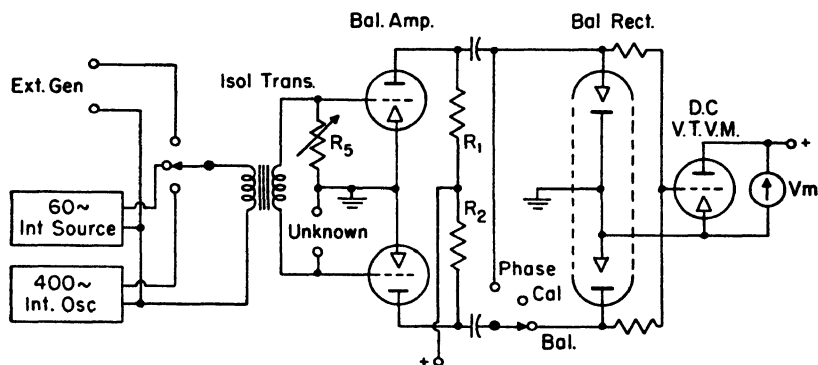 Bal. Amp.
Bal Rect.
Ext. Gen
Isol Trans.
D.C
V.T.V.M.
R5
R1
+
Vm
60~
Int Source
R2
Unknown
400~
Int. Osc
Phase
Cal
Bal.
+